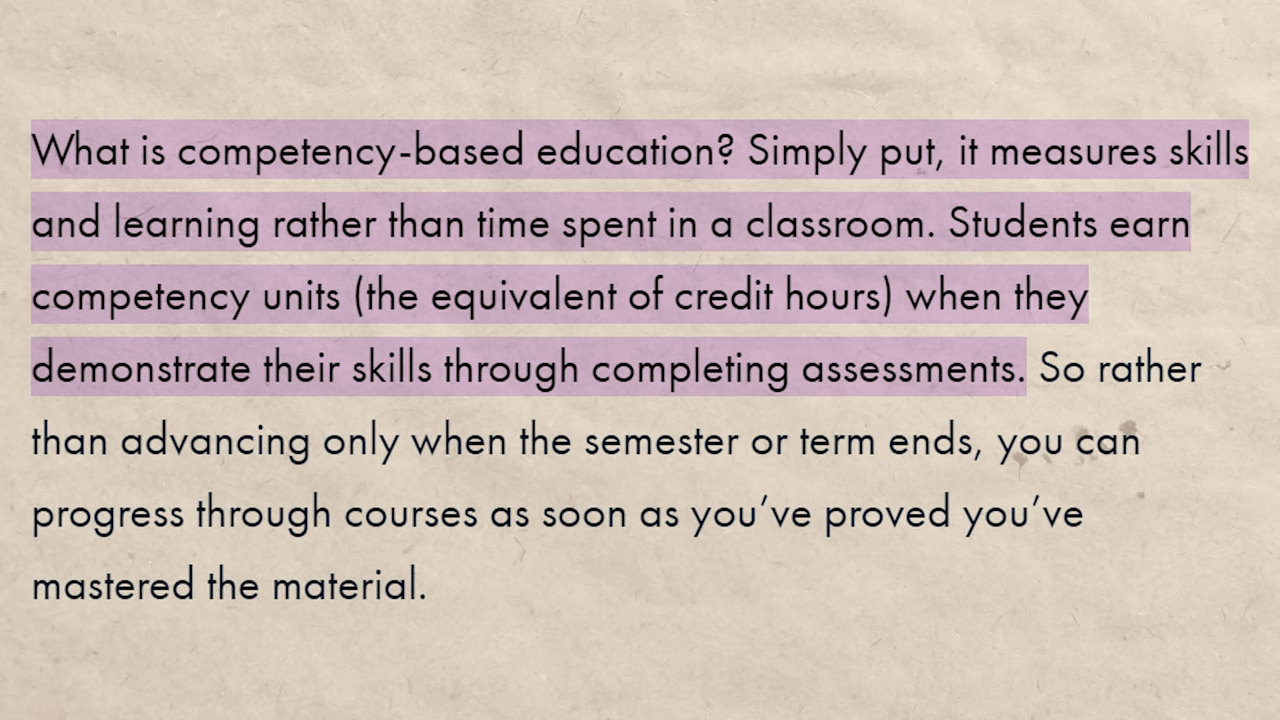 What is competency-based education? Simply put, it measures skills
and learning rather than time spent in a classroom. Students earn
competency units (the equivalent of credit hours) when they
demonstrate their skills through completing assessments. So rather
than advancing only when the semester or term ends, you can
progress through courses as soon as you’ve proved you’ve
mastered the material.